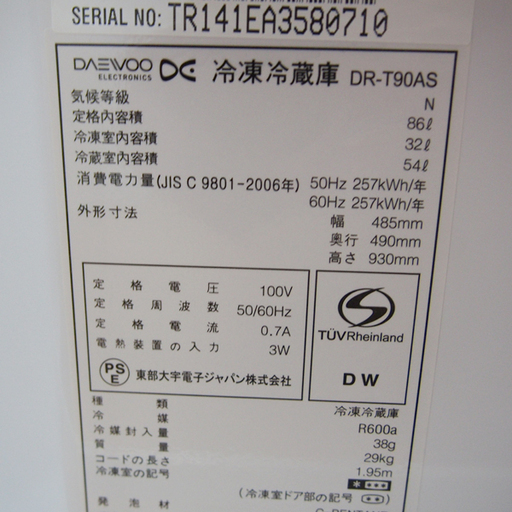 SERIAL NO: TR141EA3580710
DAEWOO ELECTRONICS 冷凍冷蔵庫 DR-T90AS
気候等級 N
定格内容積 86ℓ
冷凍室内容積 32ℓ
冷蔵室内容積 54ℓ
消費電力量(JIS C 9801-2006年) 50Hz 257kWh/年
60Hz 257kWh/年
外形寸法 幅 485mm
奥行 490mm
高さ 930mm
定格電圧 100V
定格周波数 50/60Hz
定格電流 0.7A
電熱装置の入力 3W
PSE 東部大宇電子ジャパン株式会社
TÜVRheinland
DW
種類 冷凍冷蔵庫
冷媒 R600a
冷媒封入量 38g
質量 29kg
コードの長さ 1.95m
冷凍室の記号
(冷凍室ドア部の記号)
発泡材